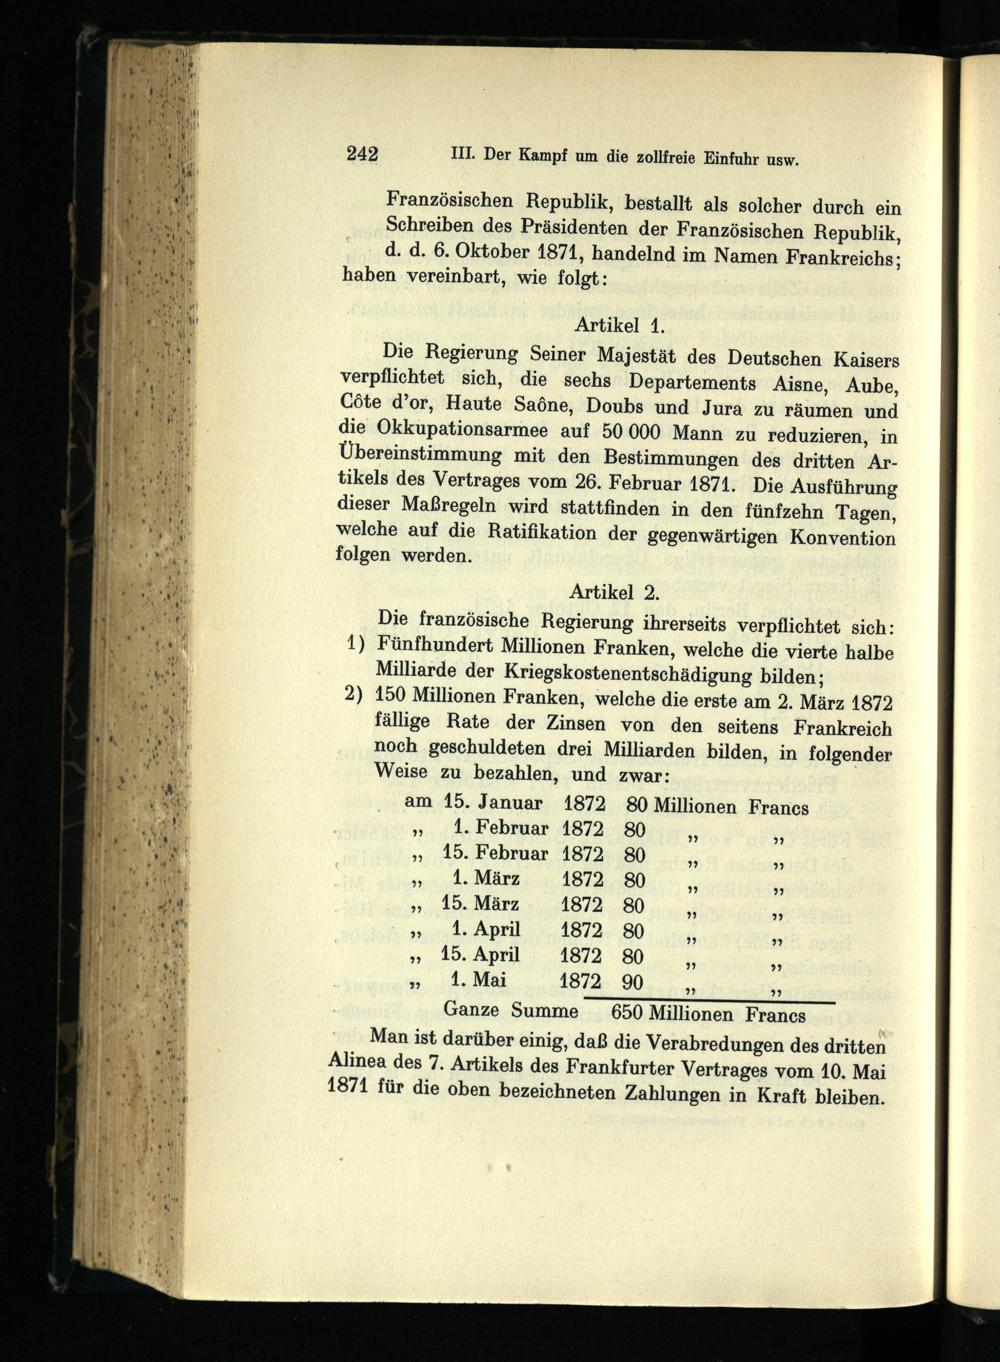 242 III. Der Kampf um die zollfreie Einfuhr usw.
Französischen Republik, bestallt als solcher durch ein
Schreiben des Präsidenten der Französischen Republik,
d. d. 6. Oktober 1871, handelnd im Namen Frankreichs;
haben vereinbart, wie folgt:
Artikel 1.
Die Regierung Seiner Majestät des Deutschen Kaisers
verpflichtet sich, die sechs Departements Aisne, Aube,
Côte d'or, Haute Saône, Doubs und Jura zu räumen und
die Okkupationsarmee auf 50 000 Mann zu reduzieren, in
Übereinstimmung mit den Bestimmungen des dritten Ar-
tikels des Vertrages vom 26. Februar 1871. Die Ausführung
dieser Maßregeln wird stattfinden in den fünfzehn Tagen,
welche auf die Ratifikation der gegenwärtigen Konvention
folgen werden.
Artikel 2.
Die französische Regierung ihrerseits verpflichtet sich:
1) Fünfhundert Millionen Franken, welche die vierte halbe
Milliarde der Kriegskostenentschädigung bilden;
2) 150 Millionen Franken, welche die erste am 2. März 1872
fällige Rate der Zinsen von den seitens Frankreich
noch geschuldeten drei Milliarden bilden, in folgender
Weise zu bezahlen, und zwar:
am 15. Januar 1872 80 Millionen Francs
„ 1. Februar 1872 80 „ „
„ 15. Februar 1872 80 „ „
„ 1. März 1872 80 „ „
„ 15. März 1872 80 „ „
„ 1. April 1872 80 „ „
„ 15. April 1872 80 „ „
„ 1. Mai 1872 90 „ „
Ganze Summe 650 Millionen Francs
Man ist darüber einig, daß die Verabredungen des dritten
Alinea des 7. Artikels des Frankfurter Vertrages vom 10. Mai
1871 für die oben bezeichneten Zahlungen in Kraft bleiben.